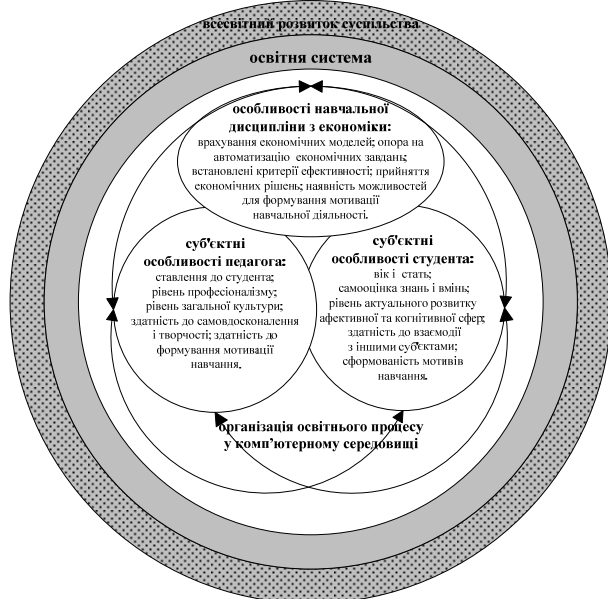 всесвітній розвиток суспільства
освітня система
особливості навчальної
дисципліни з економіки:
врахування економічних моделей; опора на
автоматизацію економічних завдань;
встановлені критерії ефективності; прийняття
економічних рішень; наявність можливостей
для формування мотивації
навчальної діяльності.
суб'єктні
особливості педагога:
ставлення до студента;
рівень професіоналізму;
рівень загальної культури;
здатність до самовдосконалення
і творчості; здатність до
формування мотивації
навчання.
суб'єктні
особливості студента:
вік і стать;
самооцінка знань і вмінь;
рівень актуального розвитку
афективної та когнітивної сфер;
здатність до взаємодії
з іншими суб'єктами;
сформованість мотивів
навчання.
організація освітнього процесу
у комп'ютерному середовищі